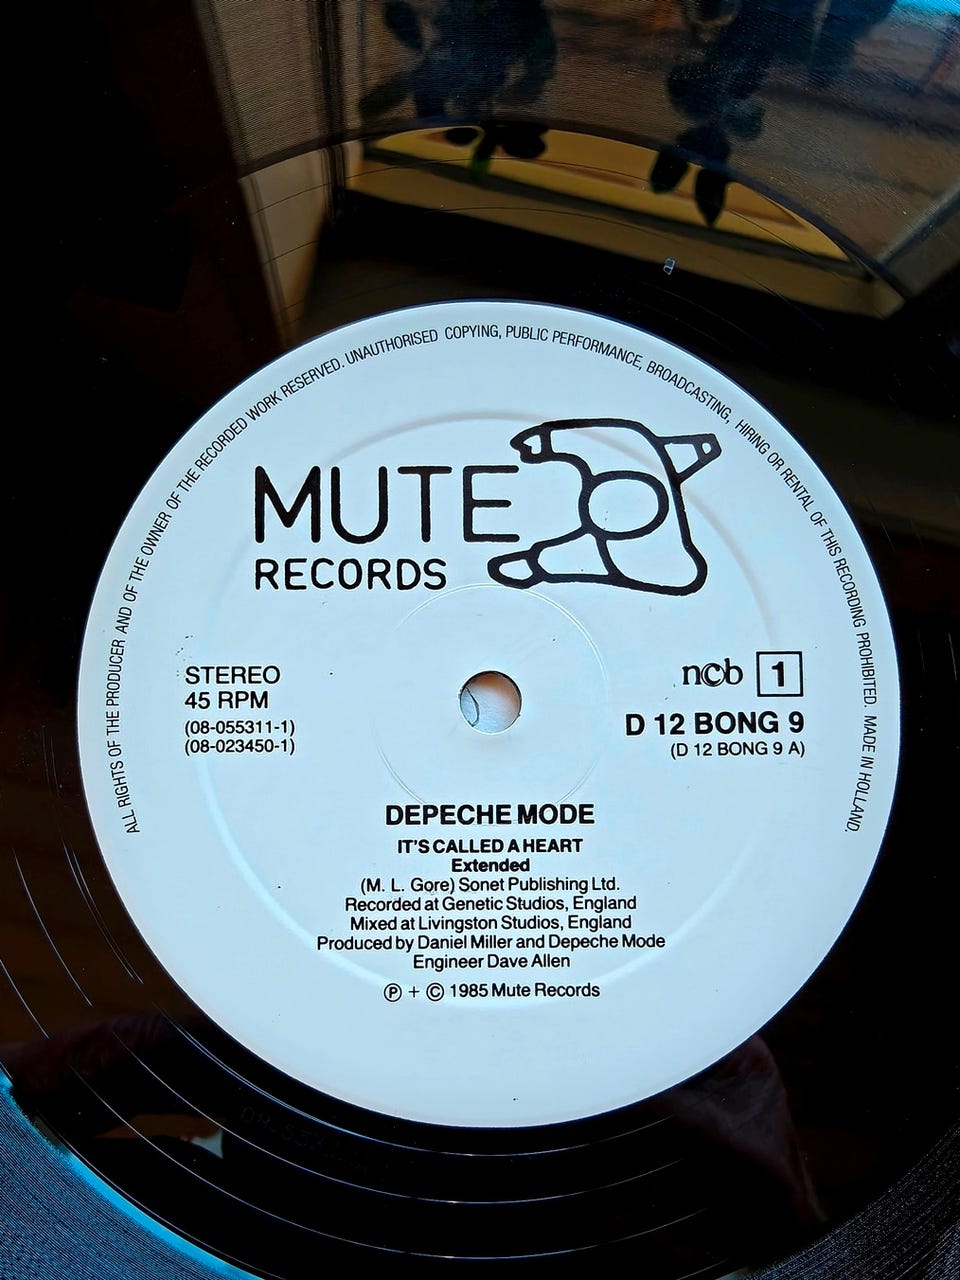 ALL RIGHTS OF THE PRODUCER AND OF THE OWNER OF THE RECORDED WORK RESERVED. UNAUTHORISED COPYING, PUBLIC PERFORMANCE, BROADCASTING, HIRING OR RENTAL OF THIS RECORDING PROHIBITED. MADE IN HOLLAND.
MUTE
RECORDS
STEREO
45 RPM
(08-055311-1)
(08-023450-1)
ncb 1
D 12 BONG 9
(D 12 BONG 9 A)
DEPECHE MODE
IT'S CALLED A HEART
Extended
(M. L. Gore) Sonet Publishing Ltd.
Recorded at Genetic Studios, England
Mixed at Livingston Studios, England
Produced by Daniel Miller and Depeche Mode
Engineer Dave Allen
Ⓟ + © 1985 Mute Records